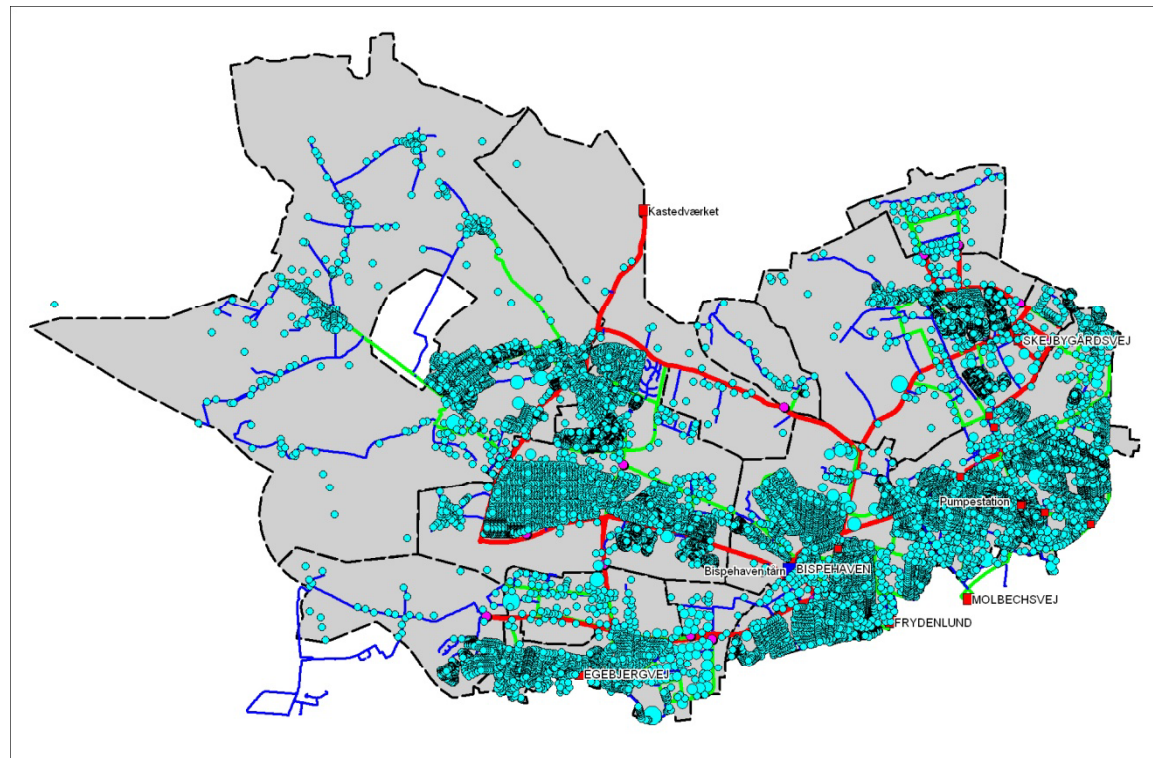 Kastedværket
SKEJBYGÅRDSVEJ
Pumpestation
Bispehaven tårn
BISPEHAVEN
MOLBECHSVEJ
FRYDENLUND
EGEBJERGVEJ